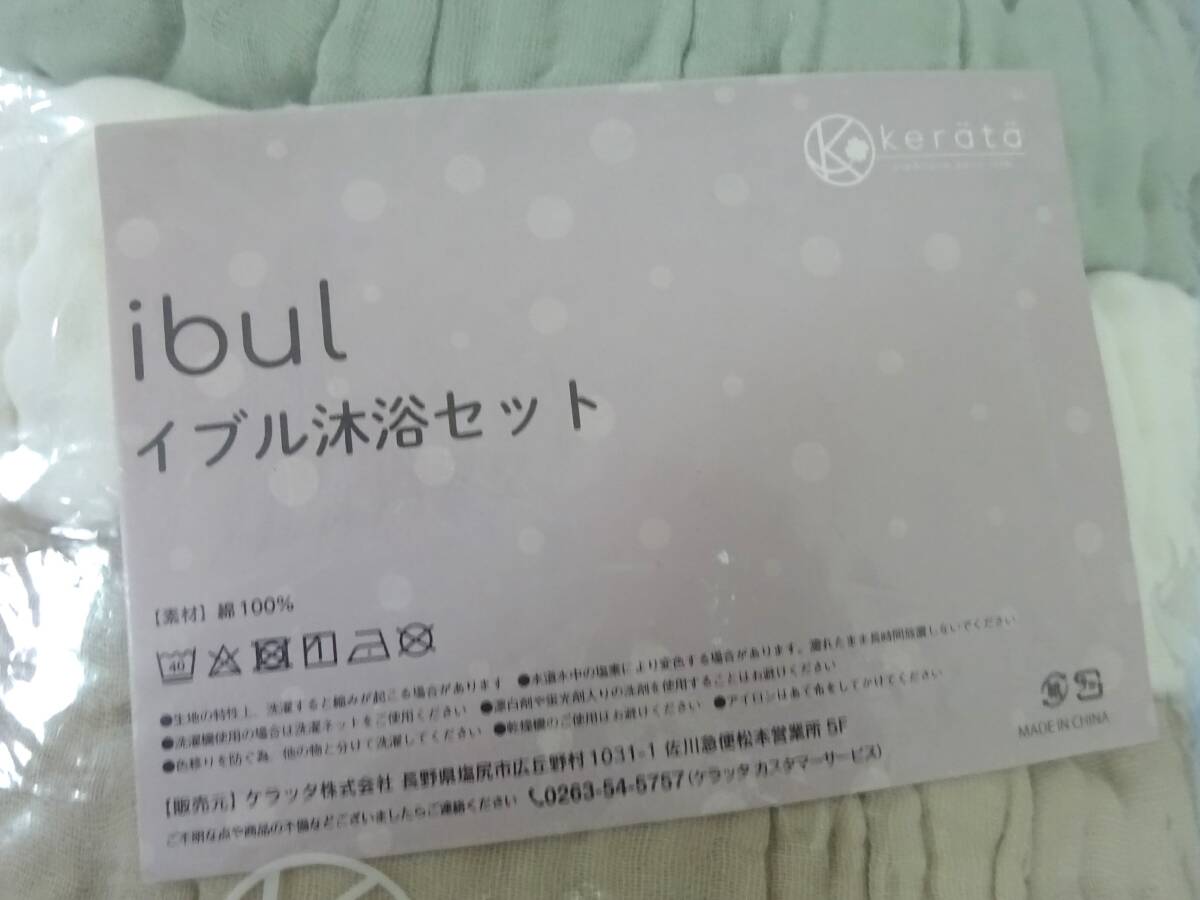 kerätä
ibul
イブル沐浴セット
【素材】綿100%
40
●生地の特性上、洗濯すると縮みが起こる場合があります ●水道水中の塩素により変色する場合があります。濡れたまま長時間放置しないでください
●洗濯機使用の場合は洗濯ネットをご使用ください ●漂白剤や蛍光剤入りの洗剤を使用することはお避けください
●色移りを防ぐ為、他の物と分けて洗濯してください ●乾燥機のご使用はお避けください ●アイロンはあて布をしてかけてください
【販売元】ケラッタ株式会社 長野県塩尻市広丘野村1031-1 佐川急便松本営業所 5F
ご不明な点や商品の不備などございましたらご連絡ください 0263-54-5757(ケラッタ カスタマーサービス)
紙
MADE IN CHINA